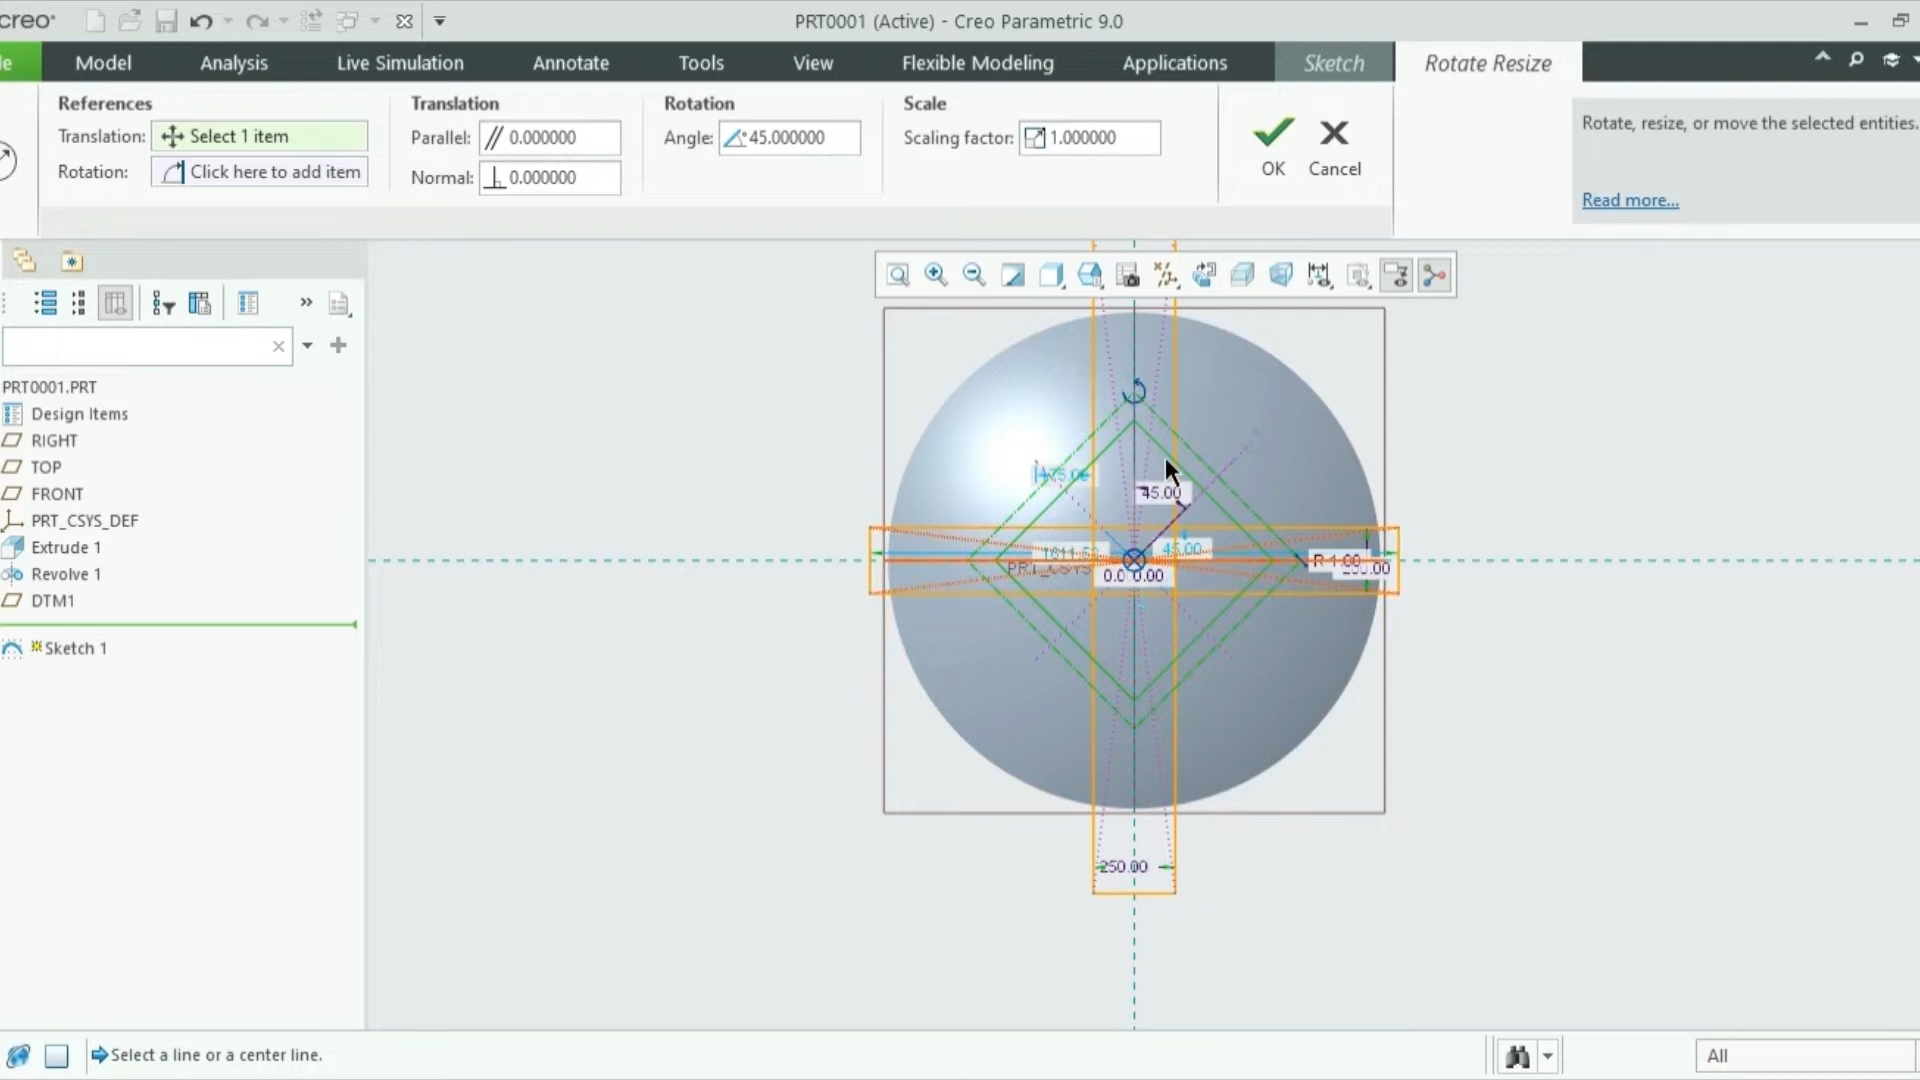 creo
PRT0001 (Active) - Creo Parametric 9.0
Model
Analysis
Live Simulation
Annotate
Tools
View
Flexible Modeling
Applications
Sketch
Rotate Resize
References
Translation: Select 1 item
Rotation: Click here to add item
Translation
Parallel: 0.000000
Normal: 0.000000
Rotation
Angle: 45.000000
Scale
Scaling factor: 1.000000
OK
Cancel
Rotate, resize, or move the selected entities.
Read more...
PRT0001.PRT
Design Items
RIGHT
TOP
FRONT
PRT_CSYS_DEF
Extrude 1
Revolve 1
DTM1
Sketch 1
45.00
45.00
R 1.00
250.00
Select a line or a center line.
All